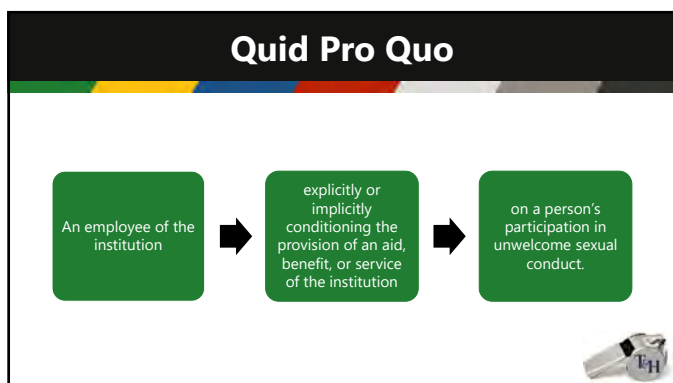 Quid Pro Quo
An employee of the
institution
explicitly or
implicitly
conditioning the
provision of an aid,
benefit, or service
of the institution
on a person's
participation in
unwelcome sexual
conduct.
T&H